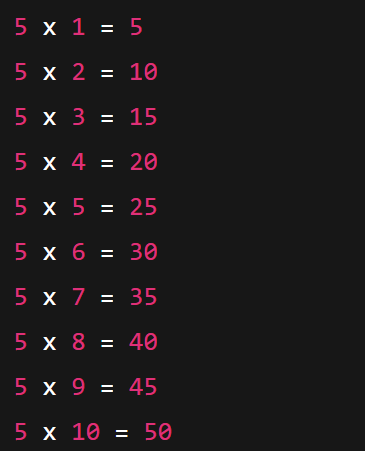 5 x 1 = 5
5 x 2 = 10
5 x 3 = 15
5 x 4 = 20
5 x 5 = 25
5 x 6 = 30
5 x 7 = 35
5 x 8 = 40
5 x 9 = 45
5 x 10 = 50